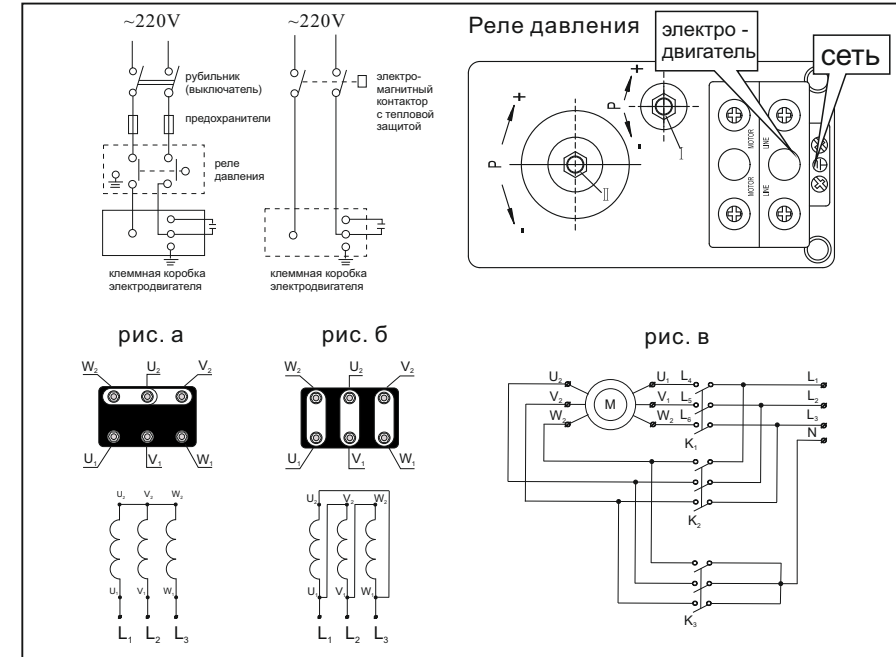 ~220V
~220V
рубильник
(выключатель)
предохранители
реле
давления
клеммная коробка
электродвигателя
электро-
магнитный
контактор
с тепловой
защитой
клеммная коробка
электродвигателя
Реле давления
электро -
двигатель
сеть
+
P
-
+
P
-
I
II
MOTOR
LINE
MOTOR
LINE
рис. а
W₂ U₂ V₂
U₁ V₁ W₁
U₂ V₂ W₂
U₁ V₁ W₁
L₁ L₂ L₃
рис. б
W₂ U₂ V₂
U₁ V₁ W₁
U₂ V₂ W₂
U₁ V₁ W₁
L₁ L₂ L₃
рис. в
U₂ U₁ L₄ L₁
V₂ M V₁ L₅ L₂
W₂ W₂ L₆ L₃
K₁ N
K₂
K₃